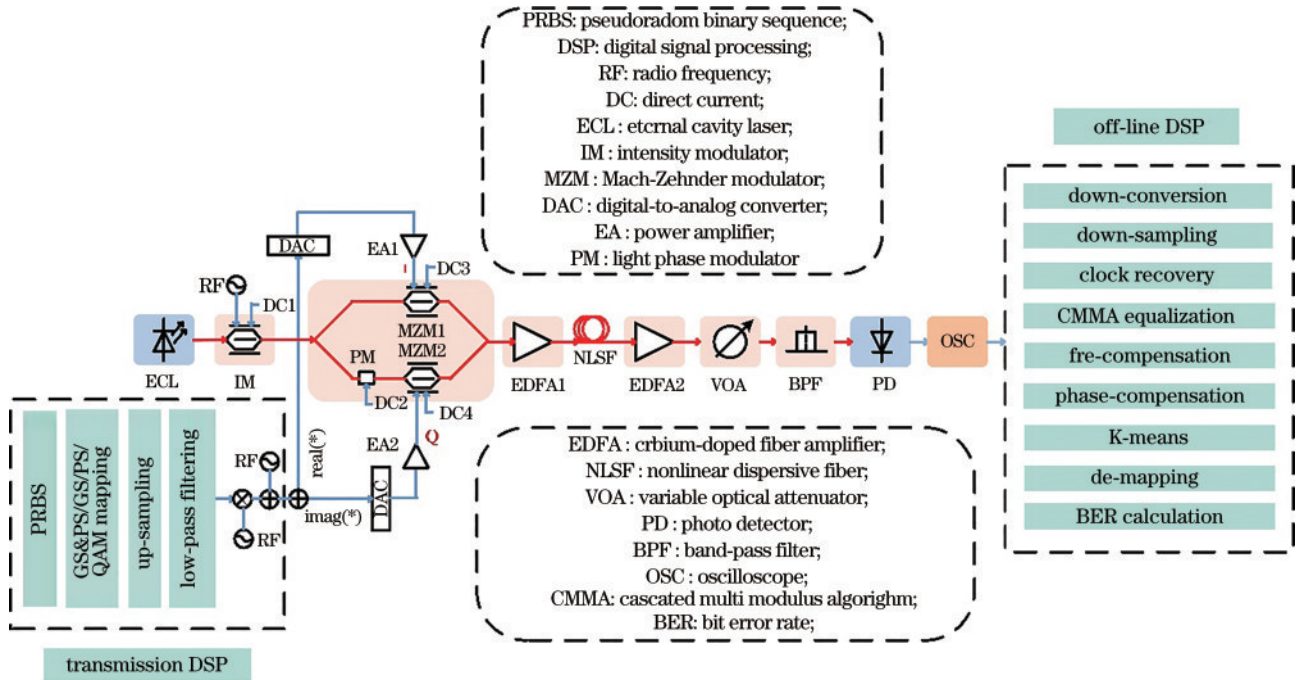 PRBS: pseudoradom binary sequence;
DSP: digital signal processing;
RF: radio frequency;
DC: direct current;
ECL : etcrnal cavity laser;
IM : intensity modulator;
MZM : Mach-Zehnder modulator;
DAC : digital-to-analog converter;
EA : power amplifier;
PM : light phase modulator
off-line DSP
down-conversion
down-sampling
clock recovery
CMMA equalization
fre-compensation
phase-compensation
K-means
de-mapping
BER calculation
DAC
EA1
I
DC3
RF
DC1
MZM1
MZM2
PM
DC2
DC4
ECL
IM
EDFA1
NLSF
EDFA2
VOA
BPF
PD
OSC
EA2
Q
DAC
real(*)
imag(*)
RF
RF
PRBS
GS&PS/GS/PS/
QAM mapping
up-sampling
low-pass filtering
transmission DSP
EDFA : crbium-doped fiber amplifier;
NLSF : nonlinear dispersive fiber;
VOA : variable optical attenuator;
PD : photo detector;
BPF : band-pass filter;
OSC : oscilloscope;
CMMA: cascated multi modulus algorighm;
BER: bit error rate;